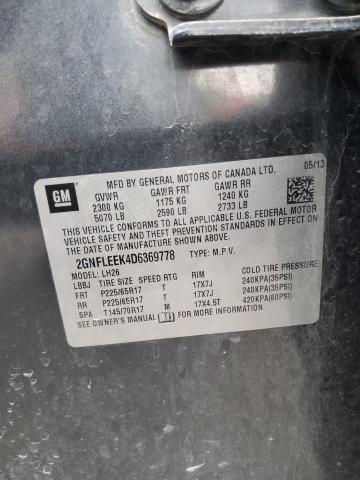 MFD BY GENERAL MOTORS OF CANADA LTD. 05/13
GM
GVWR GAWR FRT GAWR RR
2300 KG 1175 KG 1240 KG
5070 LB 2590 LB 2733 LB
THIS VEHICLE CONFORMS TO ALL APPLICABLE U.S. FEDERAL MOTOR
VEHICLE SAFETY AND THEFT PREVENTION STANDARDS IN EFFECT ON
THE DATE OF MANUFACTURE SHOWN ABOVE.
2GNFLEEK4D6369778 TYPE: M.P.V.
MODEL: LH26
LBBJ TIRE SIZE SPEED RTG RIM COLD TIRE PRESSURE
FRT P225/65R17 T 17X7J 240KPA(35PSI)
RR P225/65R17 T 17X7J 240KPA(35PSI)
SPA T145/70R17 M 17X4.5T 420KPA(60PSI)
SEE OWNER'S MANUAL FOR ADDITIONAL INFORMATION.